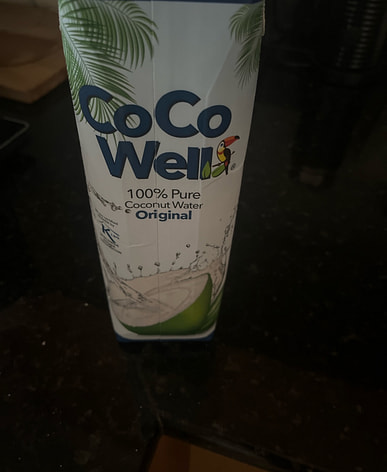 CoCo
Well
100% Pure
Coconut Water
Original
K